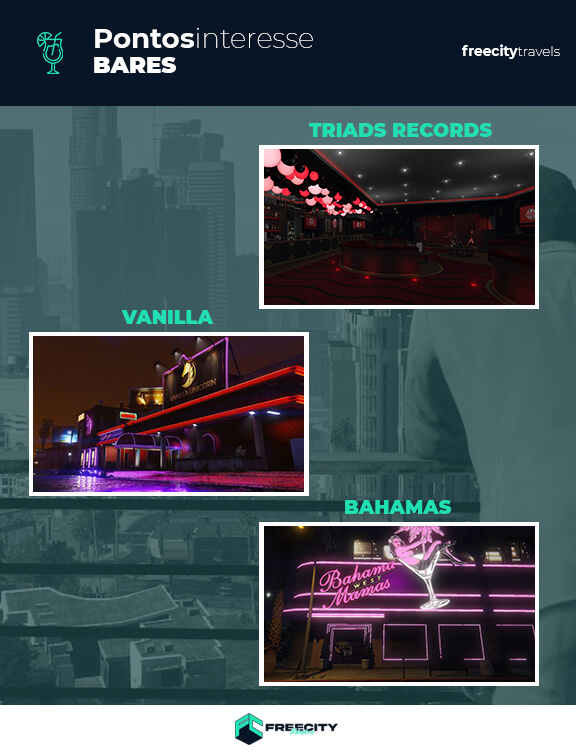 Pontosinteresse
BARES
freecitytravels
TRIADS RECORDS
VANILLA
VANILLA UNICORN
BAHAMAS
Bahama
WEST
Mamas
FREECITY